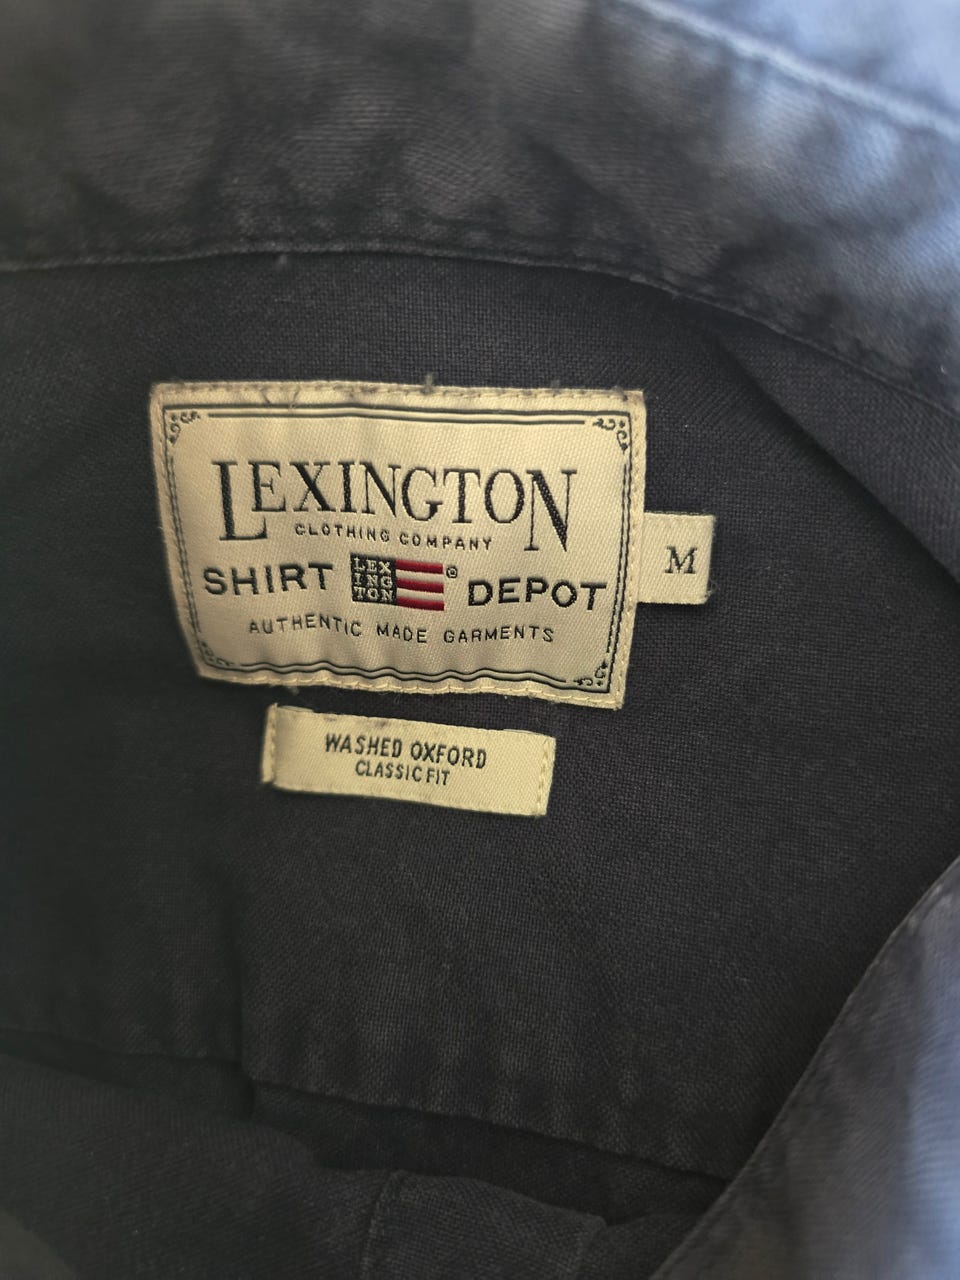 LEXINGTON
CLOTHING COMPANY
SHIRT LEX ING TON ® DEPOT
AUTHENTIC MADE GARMENTS
M
WASHED OXFORD
CLASSIC FIT